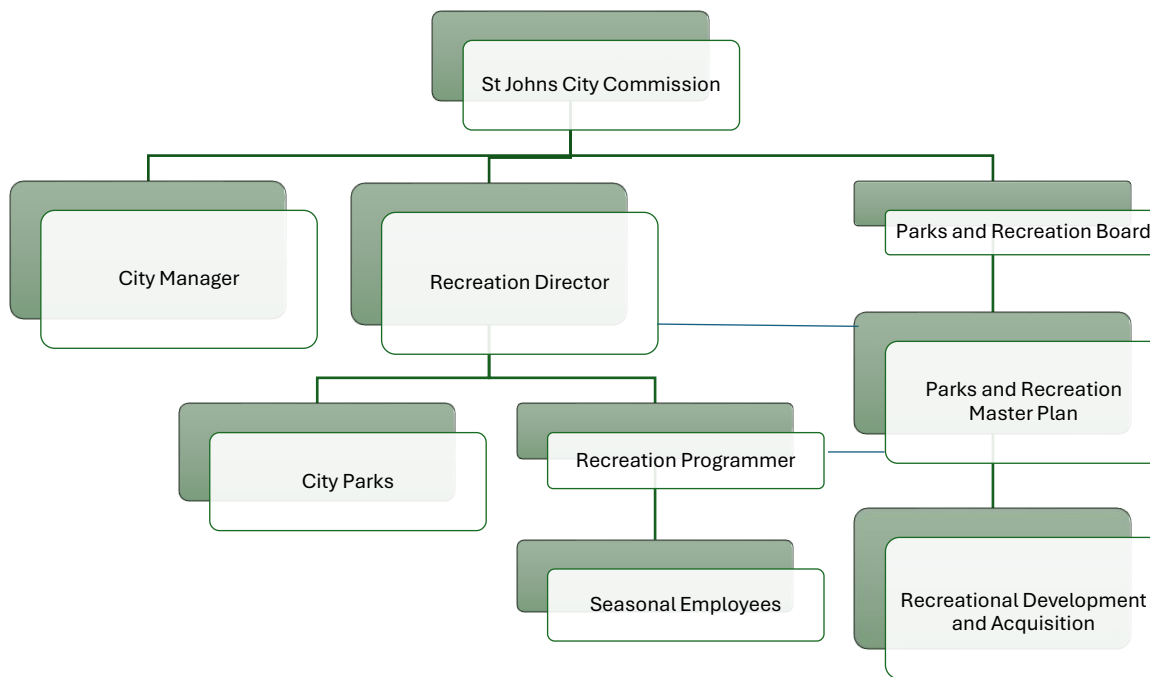 St Johns City Commission
City Manager
Recreation Director
Parks and Recreation Board
Parks and Recreation
Master Plan
City Parks
Recreation Programmer
Seasonal Employees
Recreational Development
and Acquisition